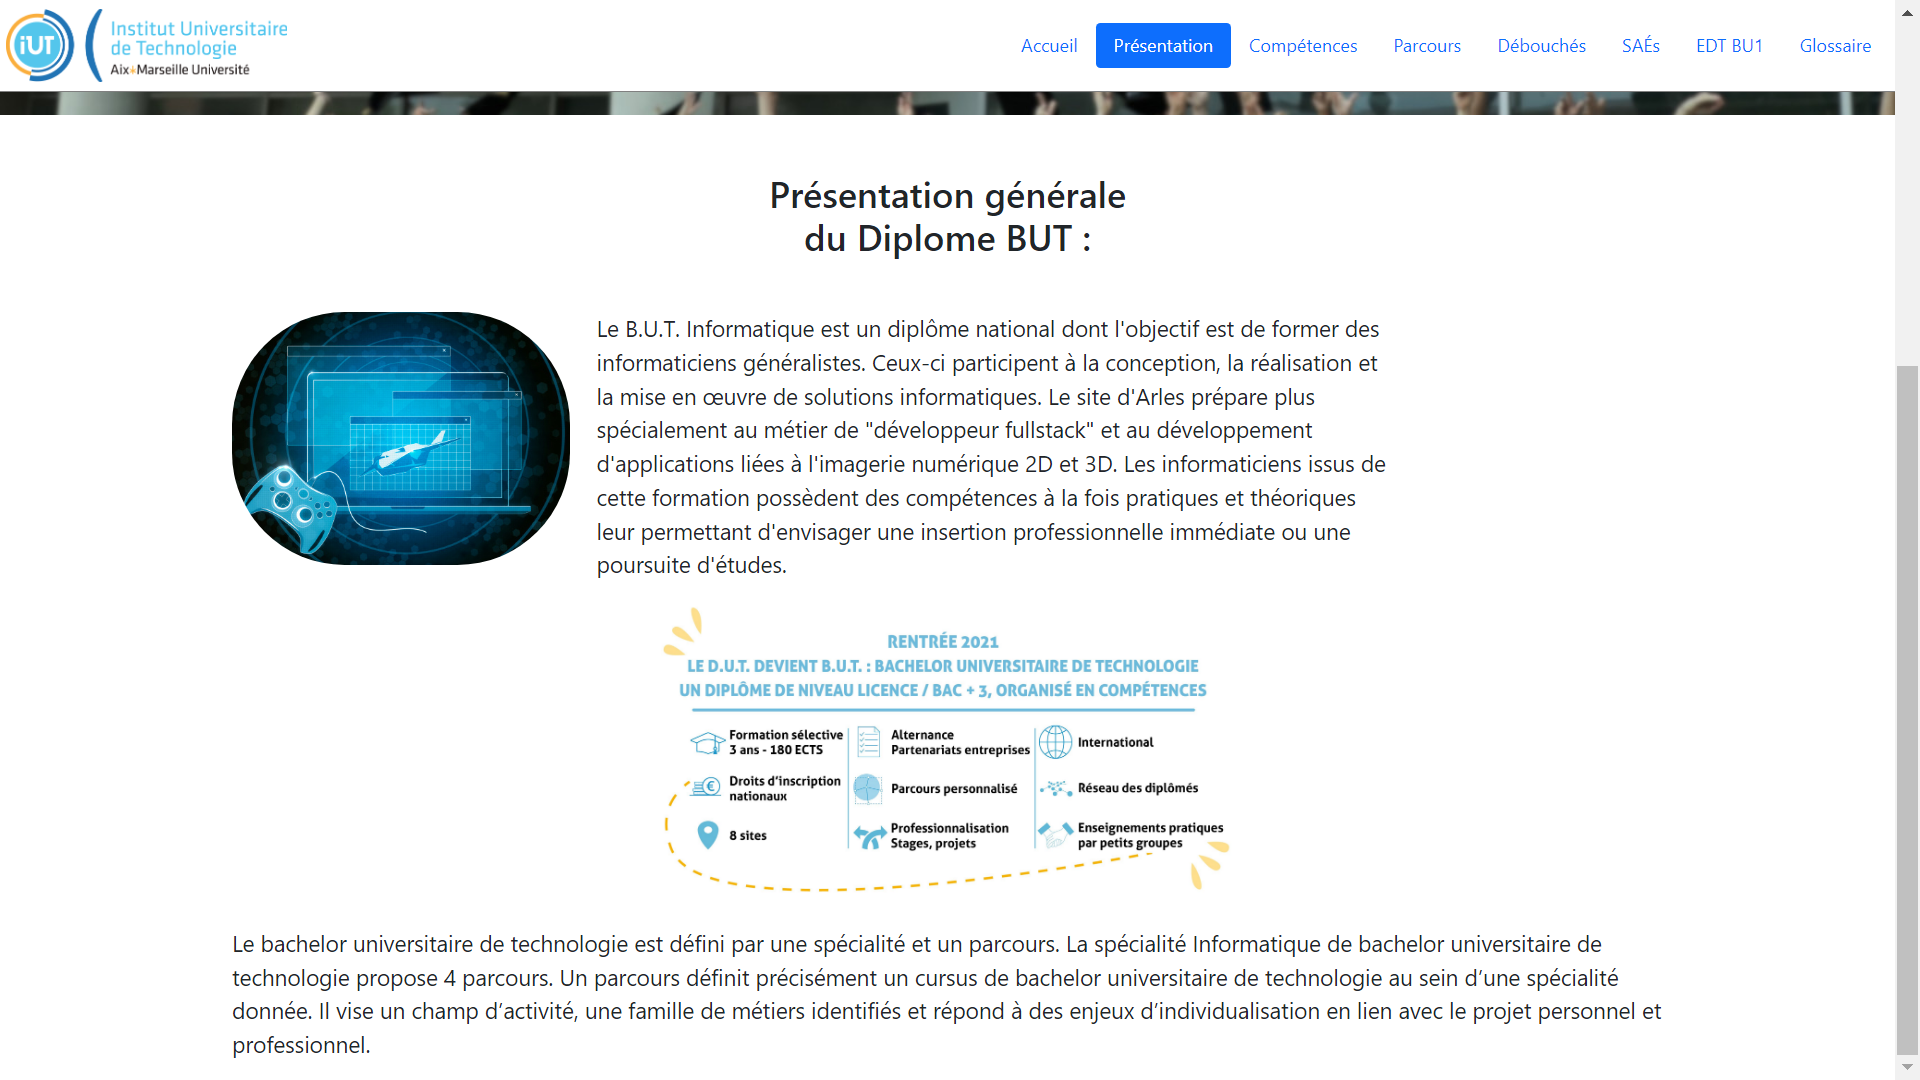 iUT
Institut Universitaire
de Technologie
Aix+Marseille Université
Accueil
Présentation
Compétences
Parcours
Débouchés
SAÉs
EDT BU1
Glossaire
Présentation générale
du Diplome BUT :
Le B.U.T. Informatique est un diplôme national dont l'objectif est de former des
informaticiens généralistes. Ceux-ci participent à la conception, la réalisation et
la mise en œuvre de solutions informatiques. Le site d'Arles prépare plus
spécialement au métier de "développeur fullstack" et au développement
d'applications liées à l'imagerie numérique 2D et 3D. Les informaticiens issus de
cette formation possèdent des compétences à la fois pratiques et théoriques
leur permettant d'envisager une insertion professionnelle immédiate ou une
poursuite d'études.
RENTRÉE 2021
LE D.U.T. DEVIENT B.U.T. : BACHELOR UNIVERSITAIRE DE TECHNOLOGIE
UN DIPLÔME DE NIVEAU LICENCE / BAC + 3, ORGANISÉ EN COMPÉTENCES
Formation sélective
3 ans - 180 ECTS
Droits d'inscription
nationaux
8 sites
Alternance
Partenariats entreprises
Parcours personnalisé
Professionnalisation
Stages, projets
International
Réseau des diplômés
Enseignements pratiques
par petits groupes
Le bachelor universitaire de technologie est défini par une spécialité et un parcours. La spécialité Informatique de bachelor universitaire de
technologie propose 4 parcours. Un parcours définit précisément un cursus de bachelor universitaire de technologie au sein d’une spécialité
donnée. Il vise un champ d’activité, une famille de métiers identifiés et répond à des enjeux d’individualisation en lien avec le projet personnel et
professionnel.